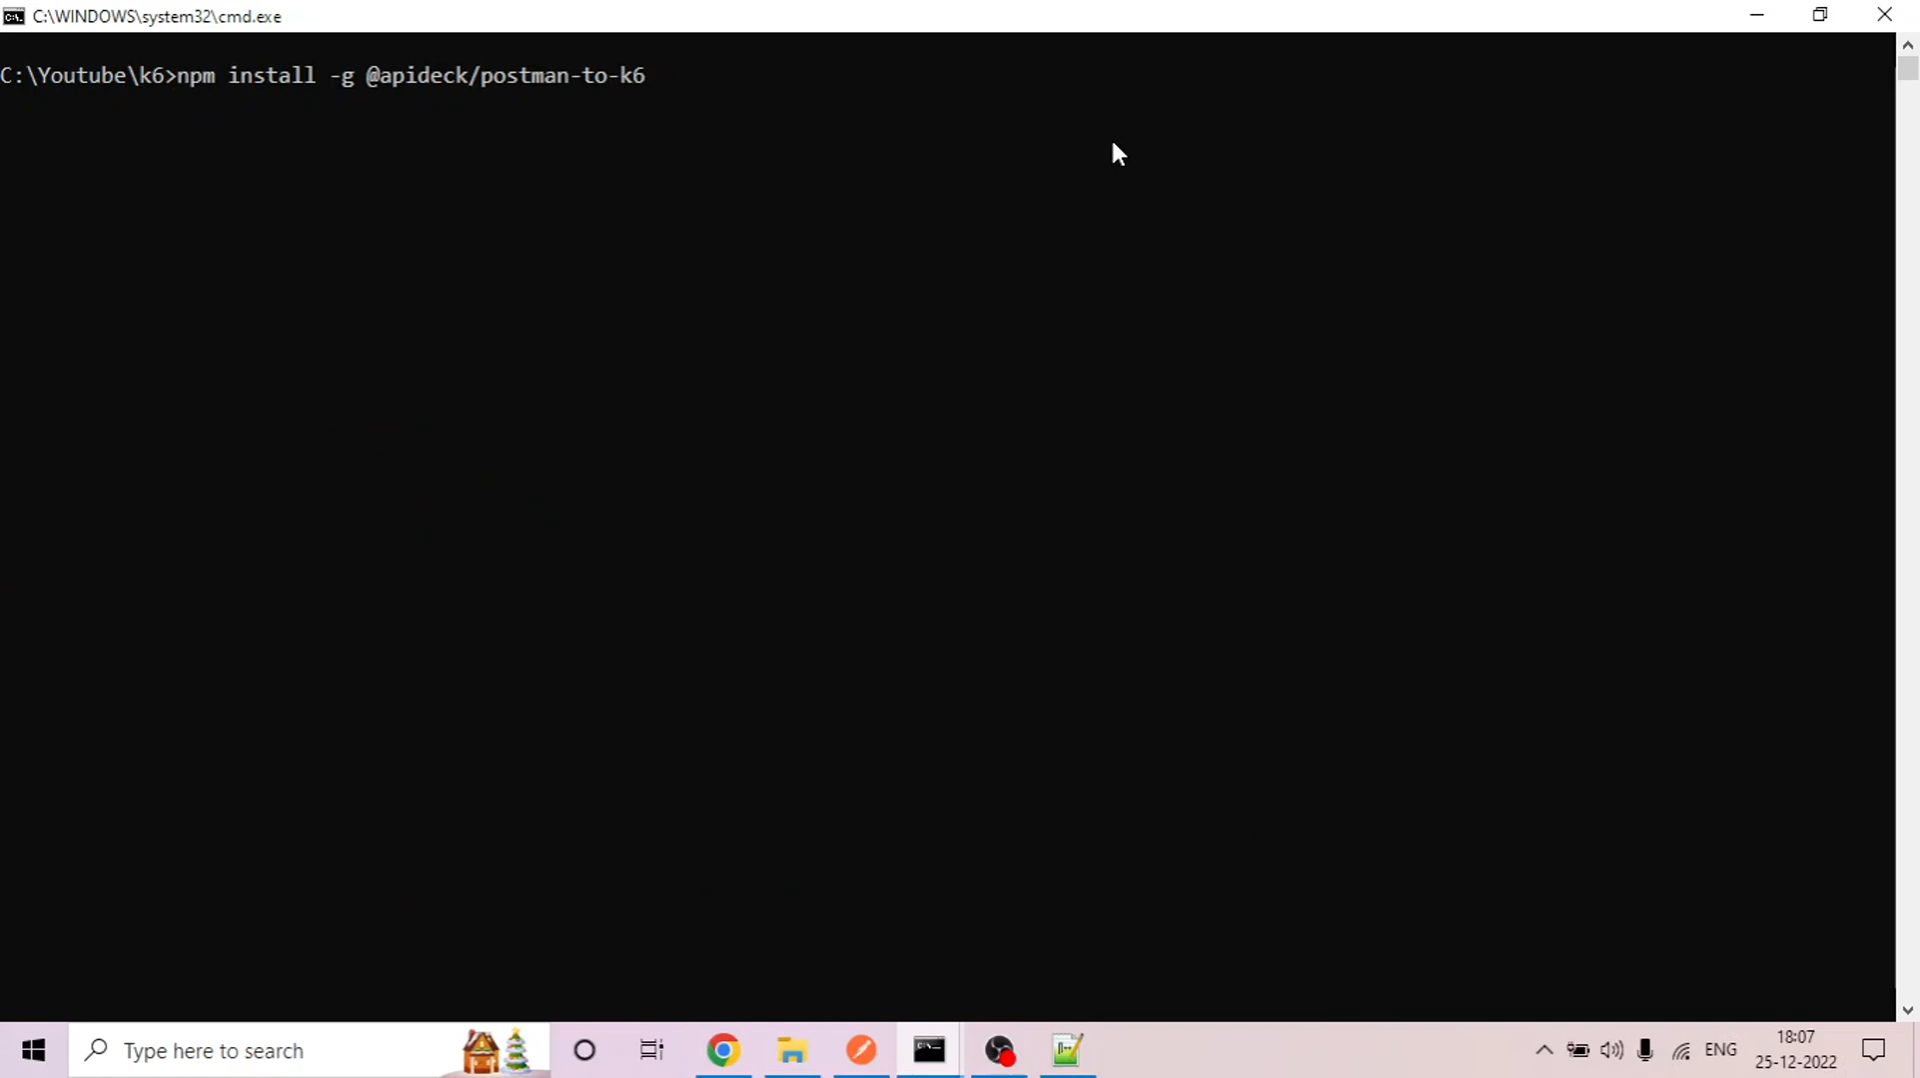 C:\WINDOWS\system32\cmd.exe
C:\Youtube\k6>npm install -g @apideck/postman-to-k6
Type here to search
ENG
18:07
25-12-2022